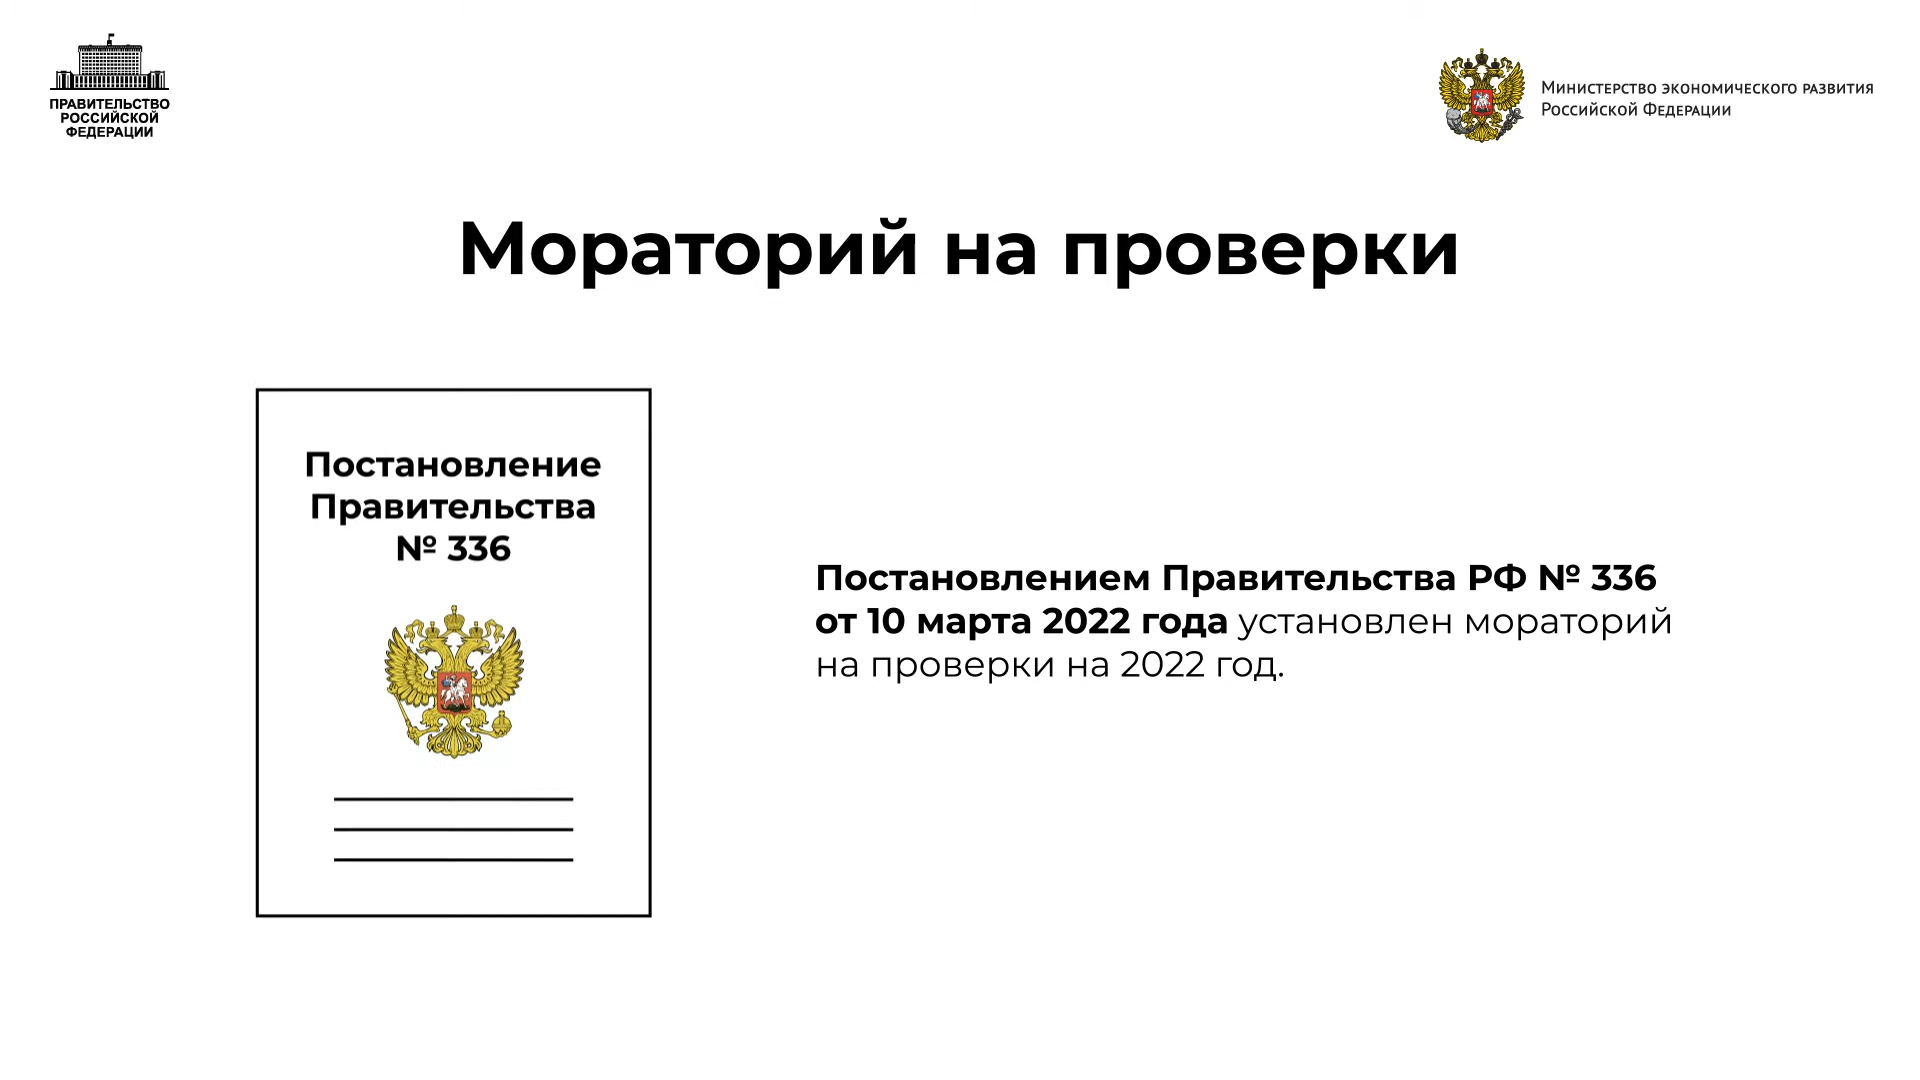 ПРАВИТЕЛЬСТВО
РОССИЙСКОЙ
ФЕДЕРАЦИИ
Министерство экономического развития
Российской Федерации
Мораторий на проверки
Постановление
Правительства
№ 336
Постановлением Правительства РФ № 336
от 10 марта 2022 года установлен мораторий
на проверки на 2022 год.